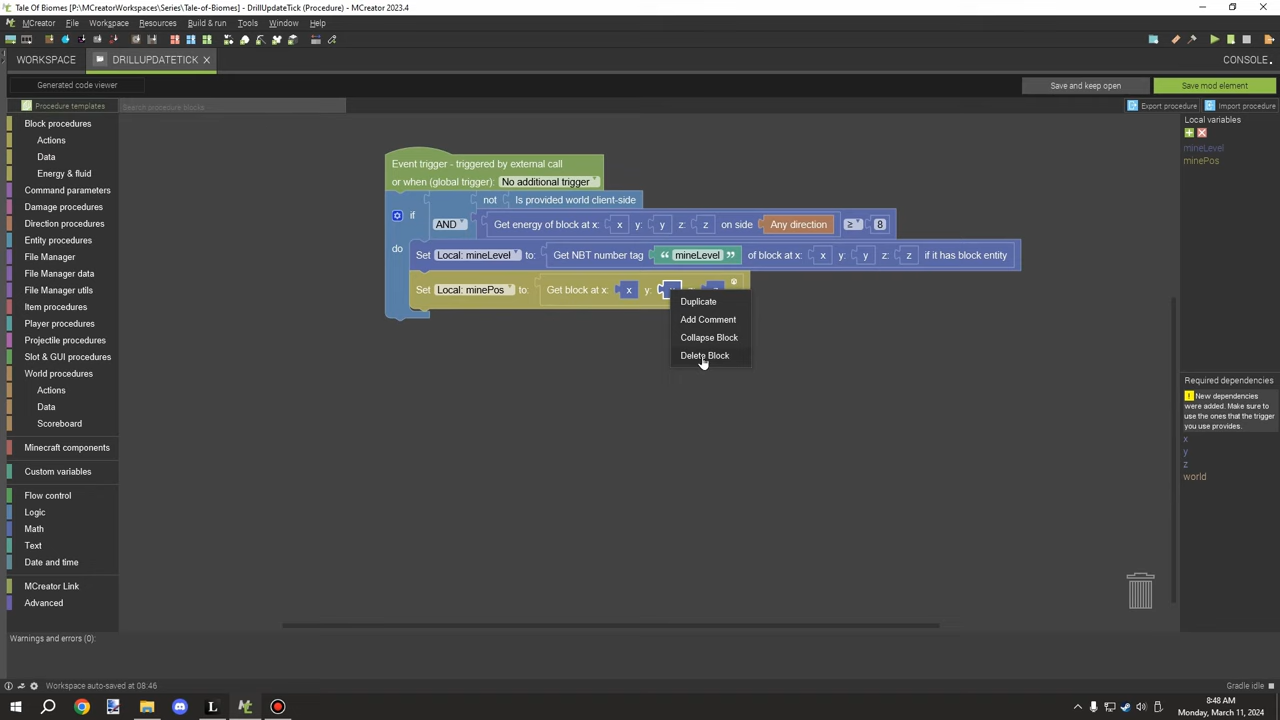 Tale Of Biomes [P:\MCreatorWorkspaces\Series\Tale-of-Biomes] - DrillUpdateTick (Procedure) - MCreator 2023.4
MCreator File Workspace Resources Build & run Tools Window Help
WORKSPACE DRILLUPDATETICK CONSOLE
Generated code viewer Save and keep open Save mod element
Procedure templates Search procedure blocks Export procedure Import procedure
Block procedures
Actions
Data
Energy & fluid
Command parameters
Damage procedures
Direction procedures
Entity procedures
File Manager
File Manager data
File Manager utils
Item procedures
Player procedures
Projectile procedures
Slot & GUI procedures
World procedures
Actions
Data
Scoreboard
Minecraft components
Custom variables
Flow control
Logic
Math
Text
Date and time
MCreator Link
Advanced
Event trigger - triggered by external call
or when (global trigger): No additional trigger
not Is provided world client-side
if
AND Get energy of block at x: x y: y z: z on side Any direction ≥ 8
do
Set Local: mineLevel to: Get NBT number tag “ mineLevel ” of block at x: x y: y z: z if it has block entity
Set Local: minePos to: Get block at x: x y:
Duplicate
Add Comment
Collapse Block
Delete Block
Local variables
mineLevel
minePos
Required dependencies
! New dependencies
were added. Make sure to
use the ones that the trigger
you use provides.
x
y
z
world
Warnings and errors (0):
Workspace auto-saved at 08:46 Gradle idle
8:48 AM
Monday, March 11, 2024